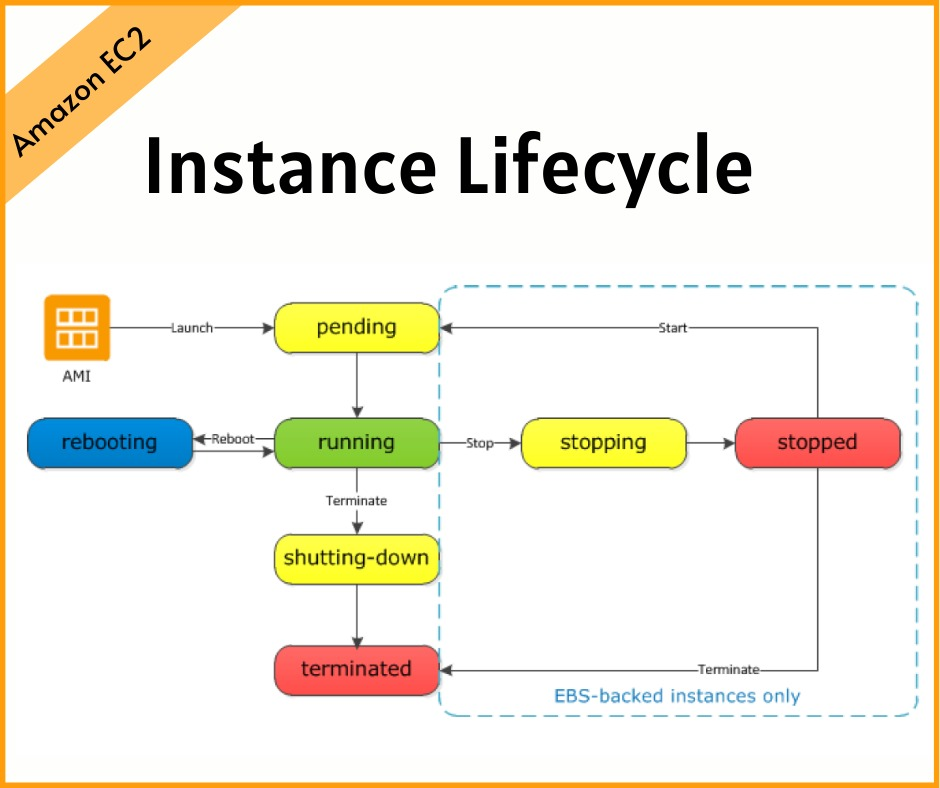 Amazon EC2
Instance Lifecycle
Launch
pending
Start
AMI
rebooting
Reboot
running
Stop
stopping
stopped
Terminate
shutting-down
terminated
Terminate
EBS-backed instances only